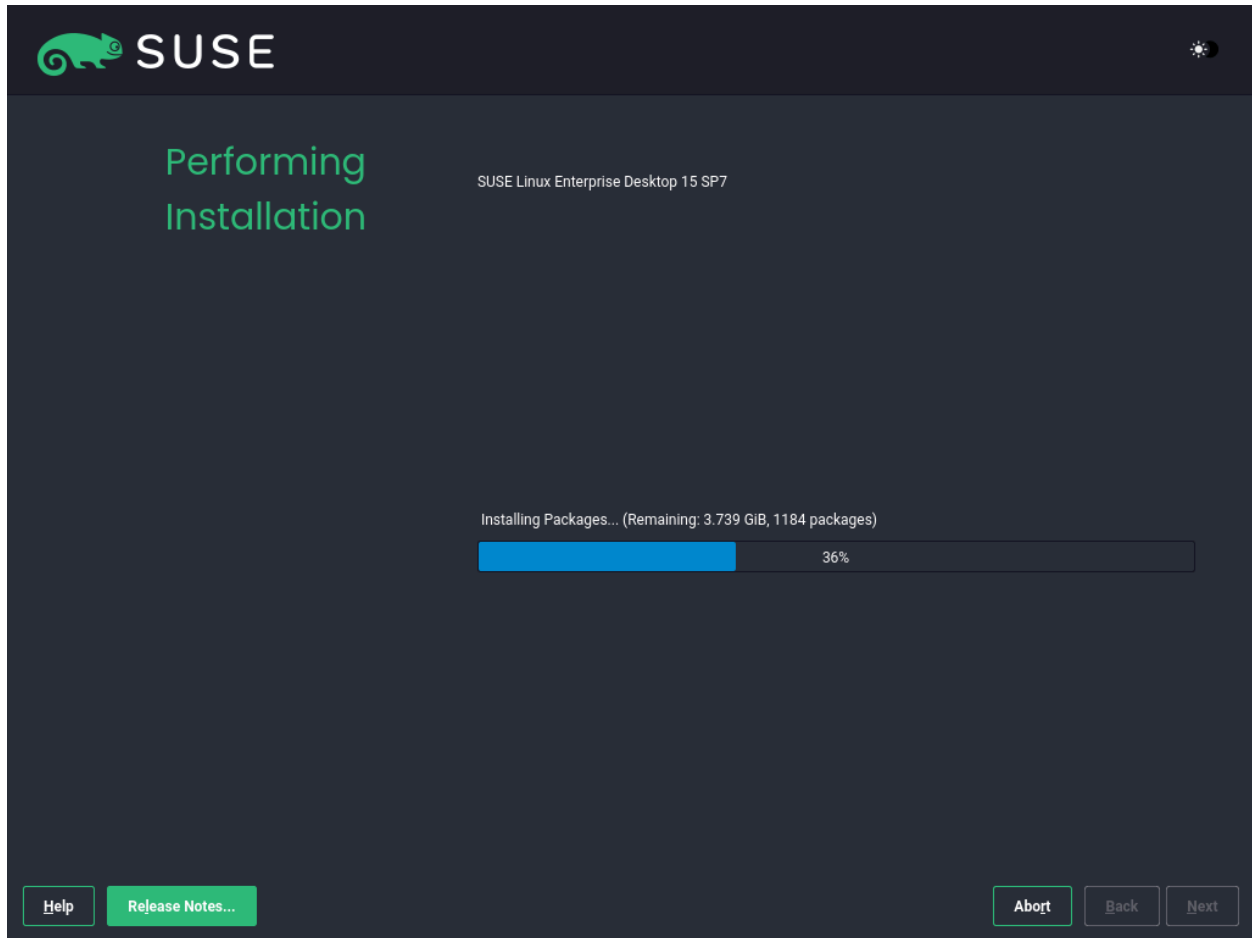 SUSE
Performing
Installation
SUSE Linux Enterprise Desktop 15 SP7
Installing Packages... (Remaining: 3.739 GiB, 1184 packages)
36%
Help
Release Notes...
Abort
Back
Next